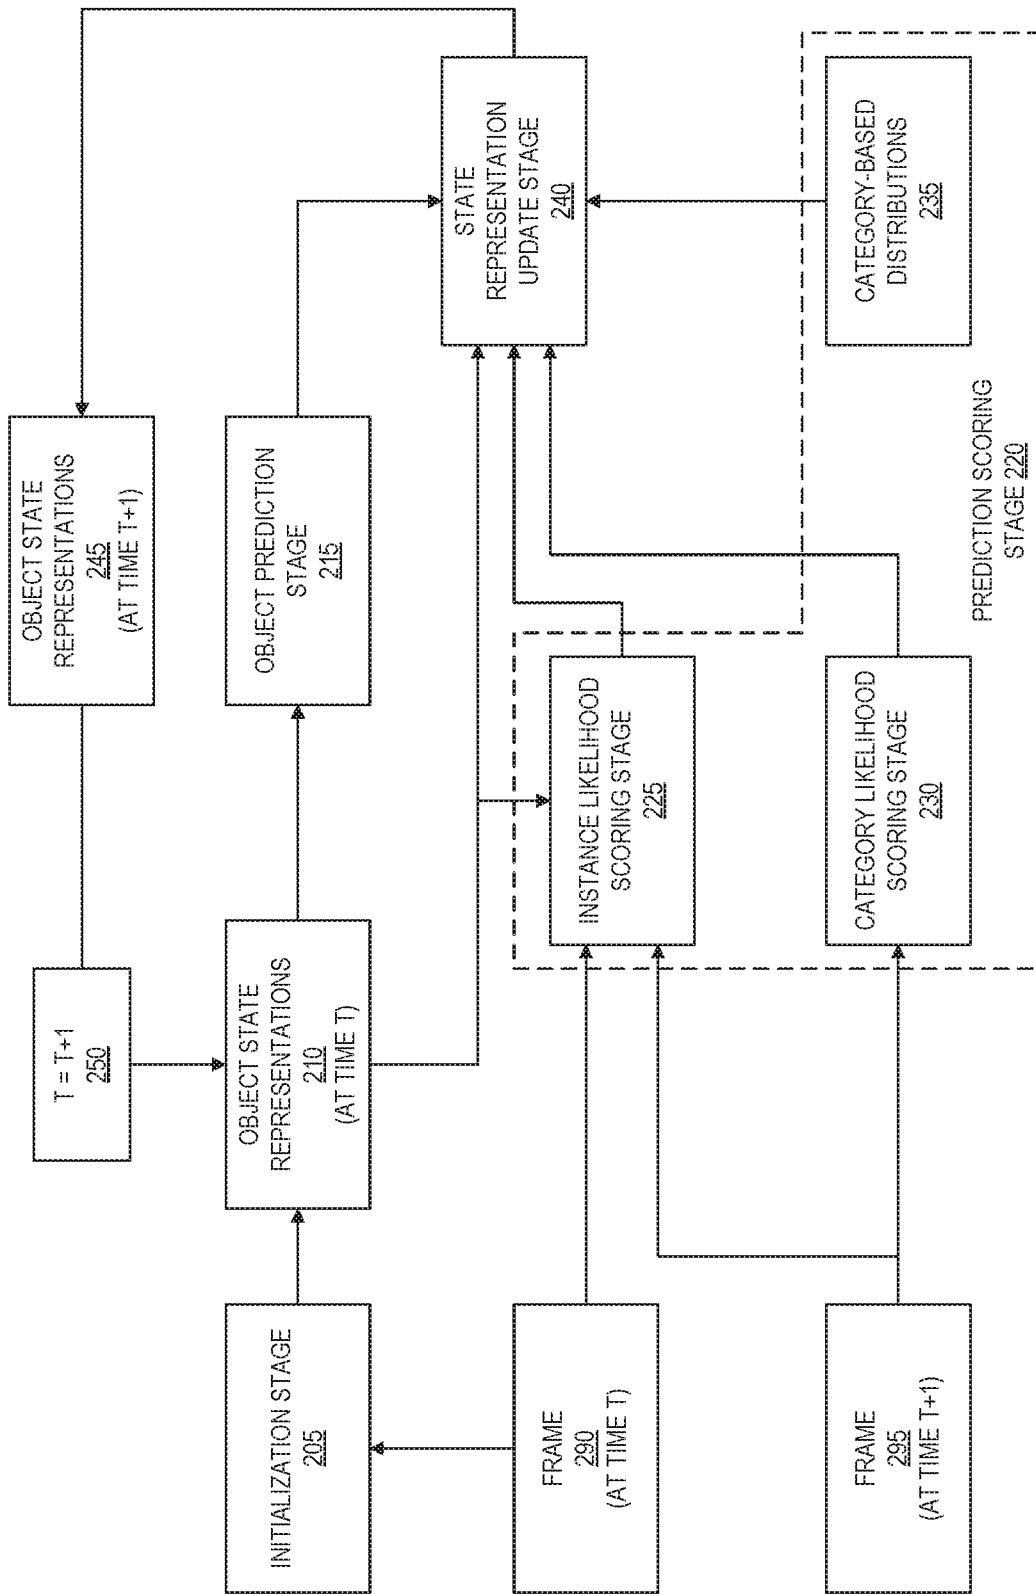 T = T+1
250
OBJECT STATE
REPRESENTATIONS
245
(AT TIME T+1)
INITIALIZATION STAGE
205
OBJECT STATE
REPRESENTATIONS
210
(AT TIME T)
OBJECT PREDICTION
STAGE
215
STATE
REPRESENTATION
UPDATE STAGE
240
FRAME
290
(AT TIME T)
INSTANCE LIKELIHOOD
SCORING STAGE
225
FRAME
295
(AT TIME T+1)
CATEGORY LIKELIHOOD
SCORING STAGE
230
CATEGORY-BASED
DISTRIBUTIONS
235
PREDICTION SCORING
STAGE 220